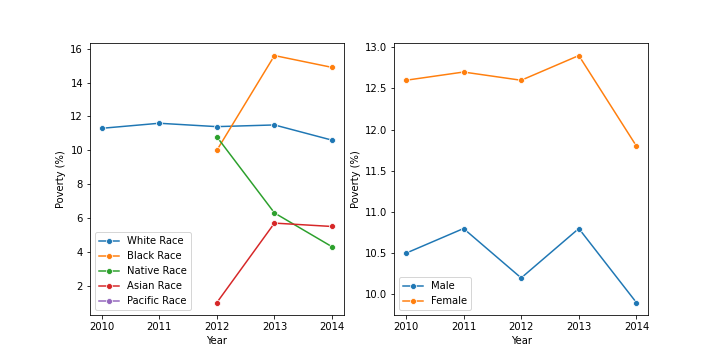 16
14
12
10
8
6
4
2
Poverty (%)
White Race
Black Race
Native Race
Asian Race
Pacific Race
2010 2011 2012 2013 2014
Year
13.0
12.5
12.0
11.5
11.0
10.5
10.0
Poverty (%)
Male
Female
2010 2011 2012 2013 2014
Year